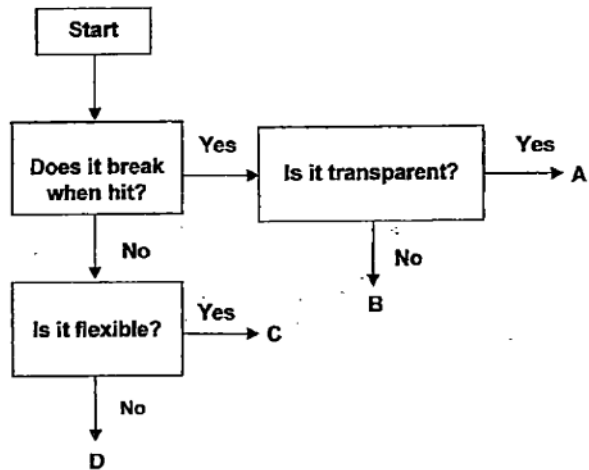 Start
Does it break
when hit?
Yes
Is it transparent?
Yes
A
No
No
B
Is it flexible?
Yes
C
No
D